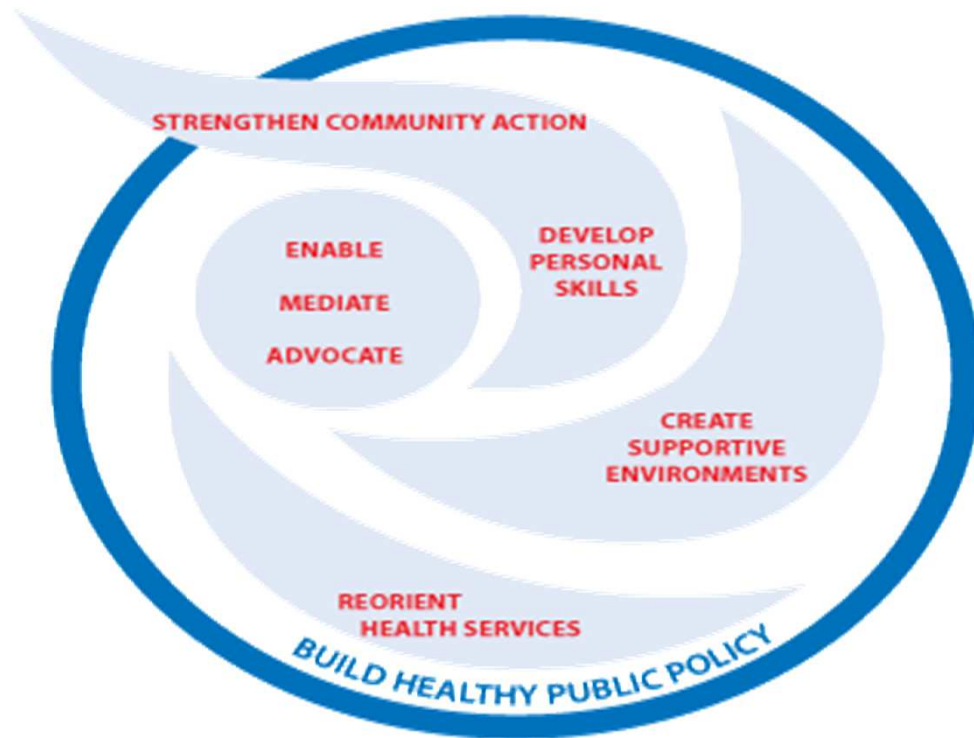 STRENGTHEN COMMUNITY ACTION
ENABLE
MEDIATE
ADVOCATE
DEVELOP
PERSONAL
SKILLS
CREATE
SUPPORTIVE
ENVIRONMENTS
REORIENT
HEALTH SERVICES
BUILD HEALTHY PUBLIC POLICY